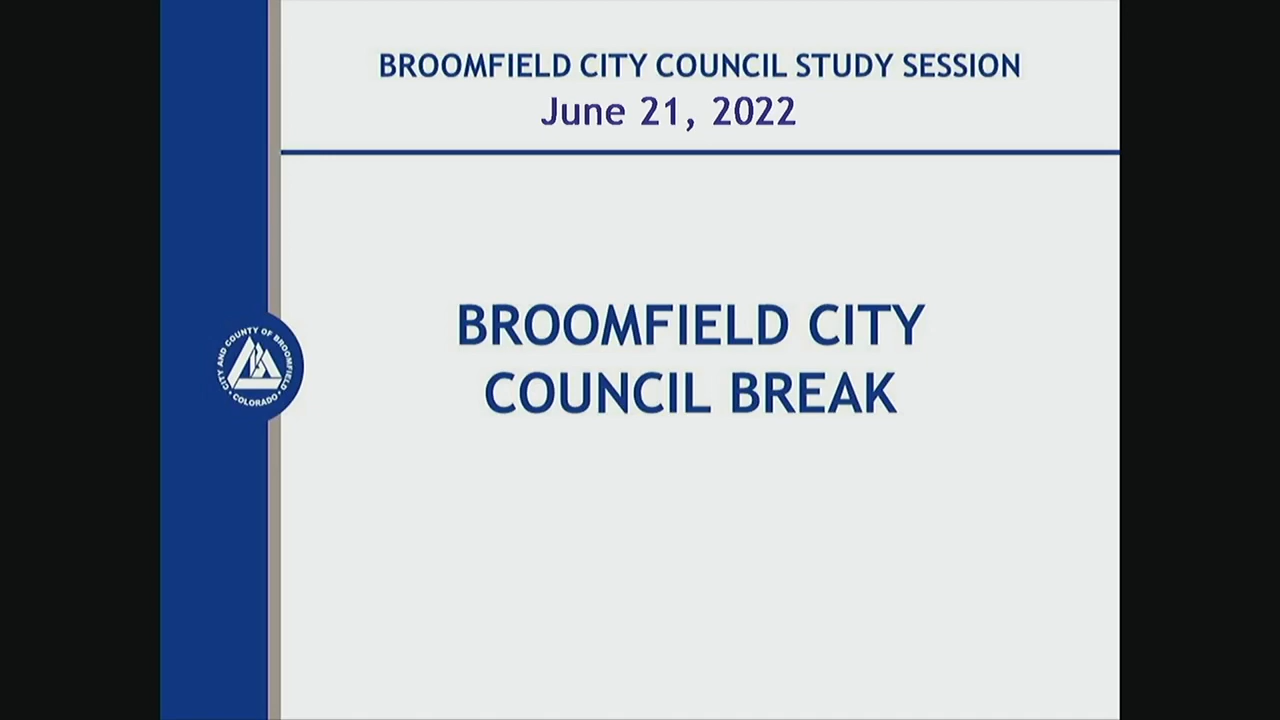 BROOMFIELD CITY COUNCIL STUDY SESSION
June 21, 2022
BROOMFIELD CITY
COUNCIL BREAK
CITY AND COUNTY OF BROOMFIELD
• COLORADO •